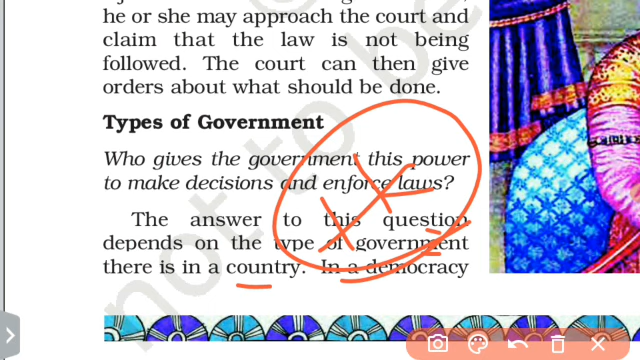 he or she may approach the court and
claim that the law is not being
followed. The court can then give
orders about what should be done.
Types of Government
Who gives the government this power
to make decisions and enforce laws?
The answer to this question
depends on the type of government
there is in a country. In a democracy
not to be